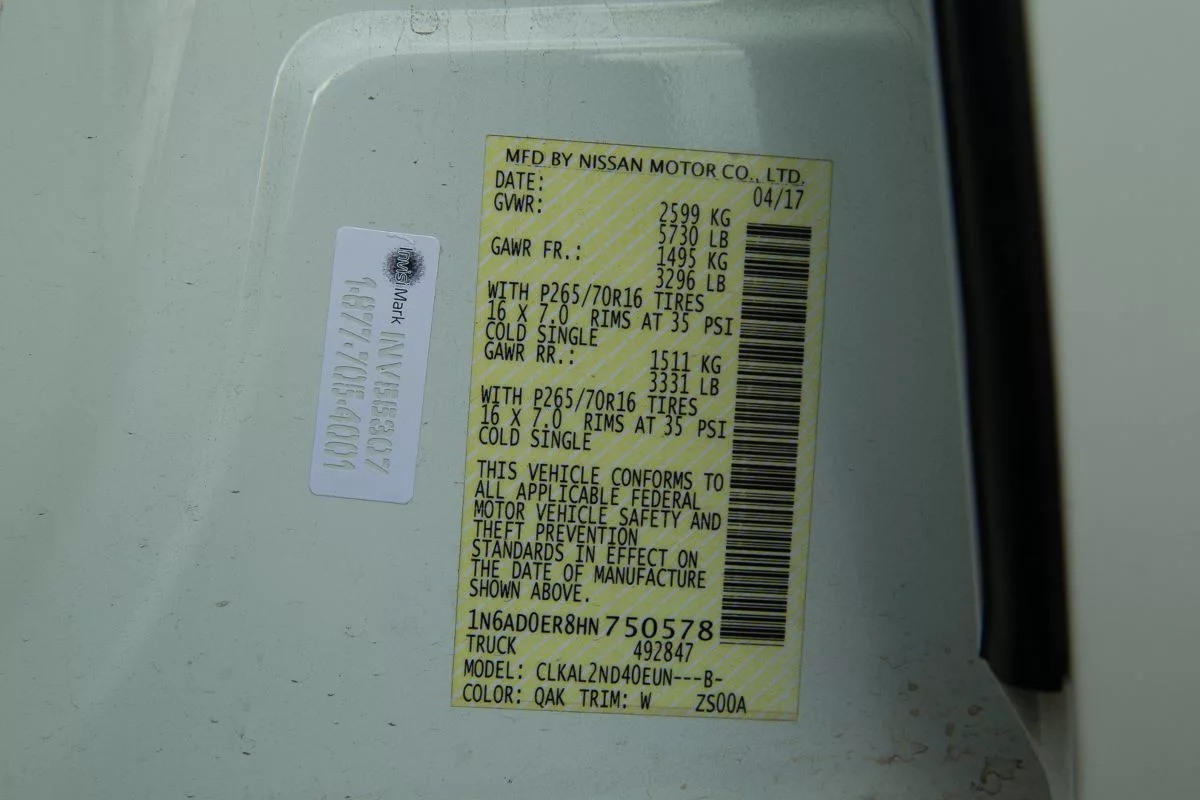 MFD BY NISSAN MOTOR CO., LTD.
DATE: 04/17
GVWR: 2599 KG
5730 LB
GAWR FR.: 1495 KG
3296 LB
WITH P265/70R16 TIRES
16 X 7.0 RIMS AT 35 PSI
COLD SINGLE
GAWR RR.: 1511 KG
3331 LB
WITH P265/70R16 TIRES
16 X 7.0 RIMS AT 35 PSI
COLD SINGLE
THIS VEHICLE CONFORMS TO
ALL APPLICABLE FEDERAL
MOTOR VEHICLE SAFETY AND
THEFT PREVENTION
STANDARDS IN EFFECT ON
THE DATE OF MANUFACTURE
SHOWN ABOVE.
1N6AD0ER8HN750578
TRUCK 492847
MODEL: CLKAL2ND40EUN---B-
COLOR: QAK TRIM: W ZS00A
InvisiMark
1.877.705.4001